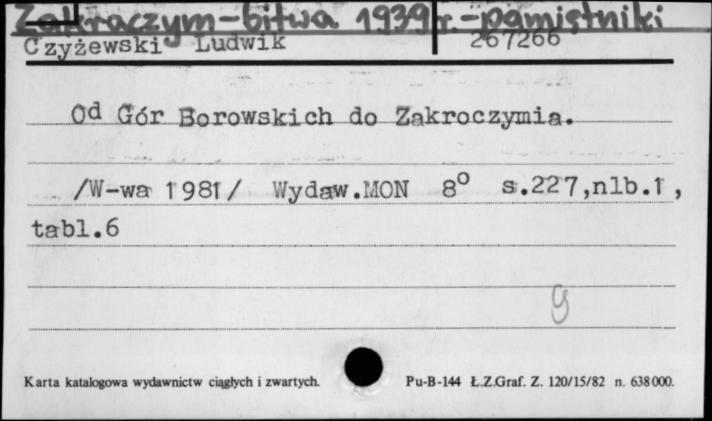 Zakroczym-bitwa 1939 r.-pamiętniki
Czyżewski Ludwik 267266
Od Gór Borowskich do Zakroczymia.
/W-wa 1981/ Wydaw.MON 8° s.227,nlb.1,
tabl.6
g
Karta katalogowa wydawnictw ciągłych i zwartych. Pu-B-144 Ł.Z.Graf. Z. 120/15/82 n. 638000.